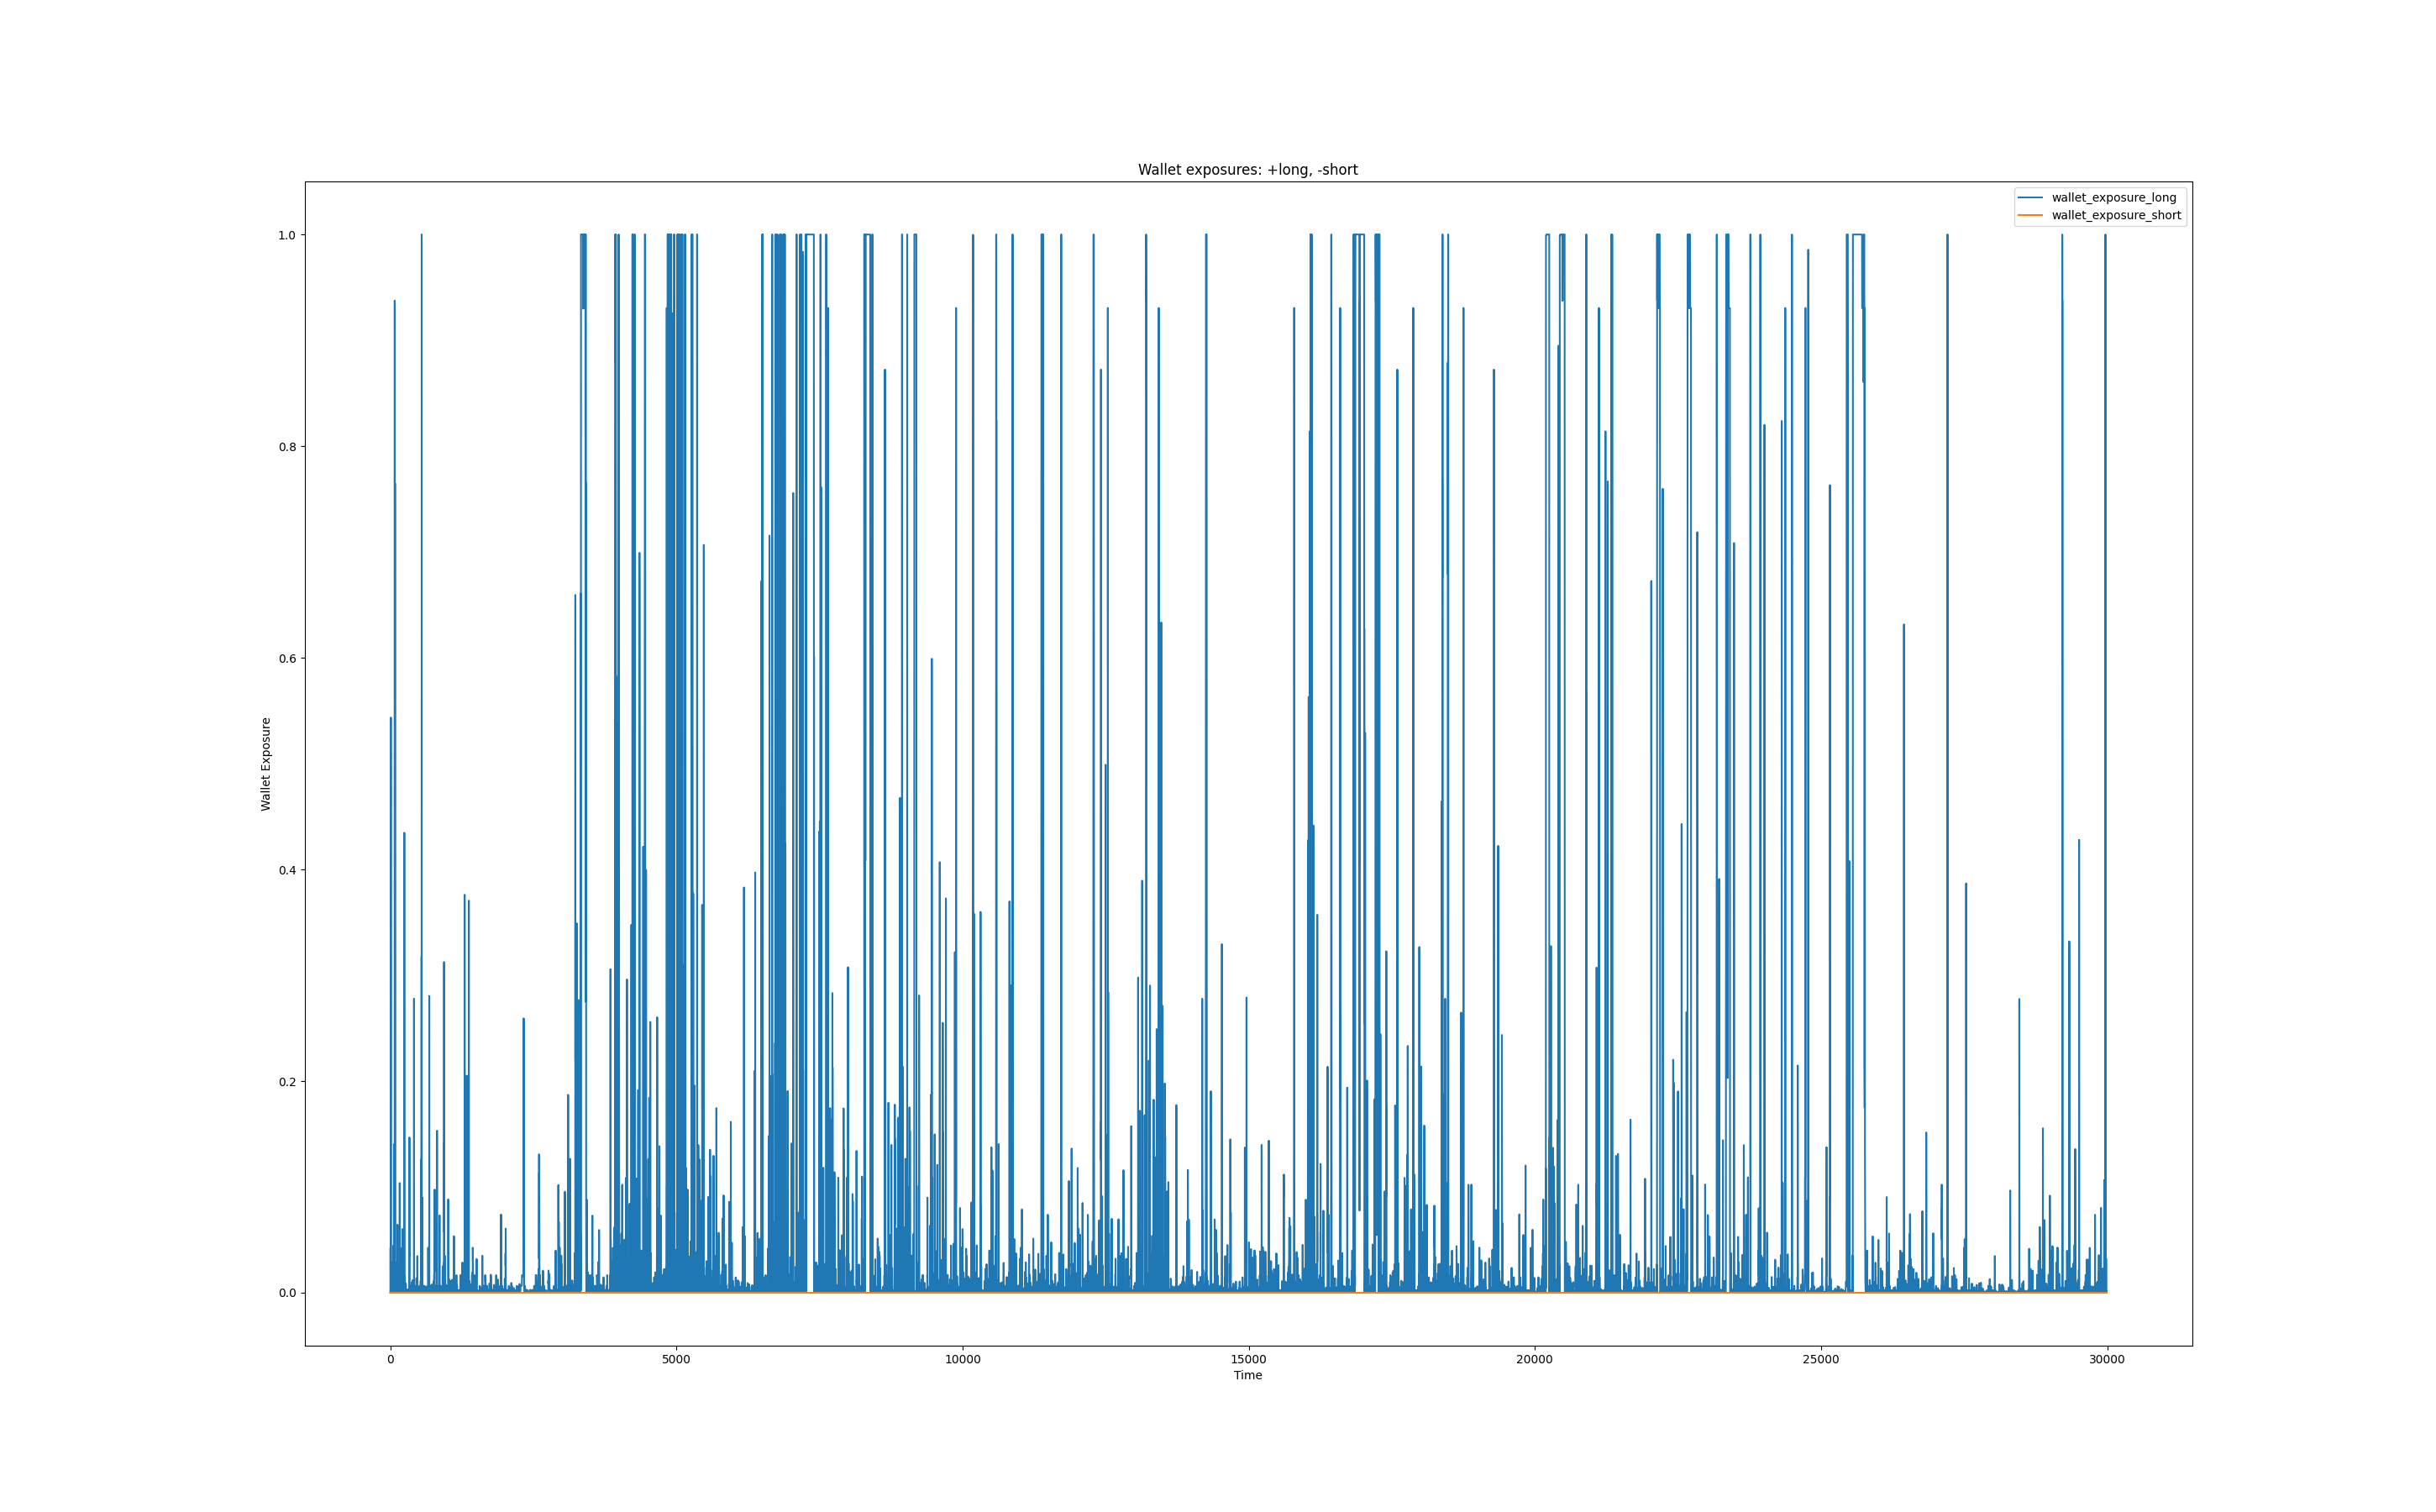 Wallet exposures: +long, -short
wallet_exposure_long
wallet_exposure_short
1.0
0.8
0.6
0.4
0.2
0.0
Wallet Exposure
0
5000
10000
15000
20000
25000
30000
Time